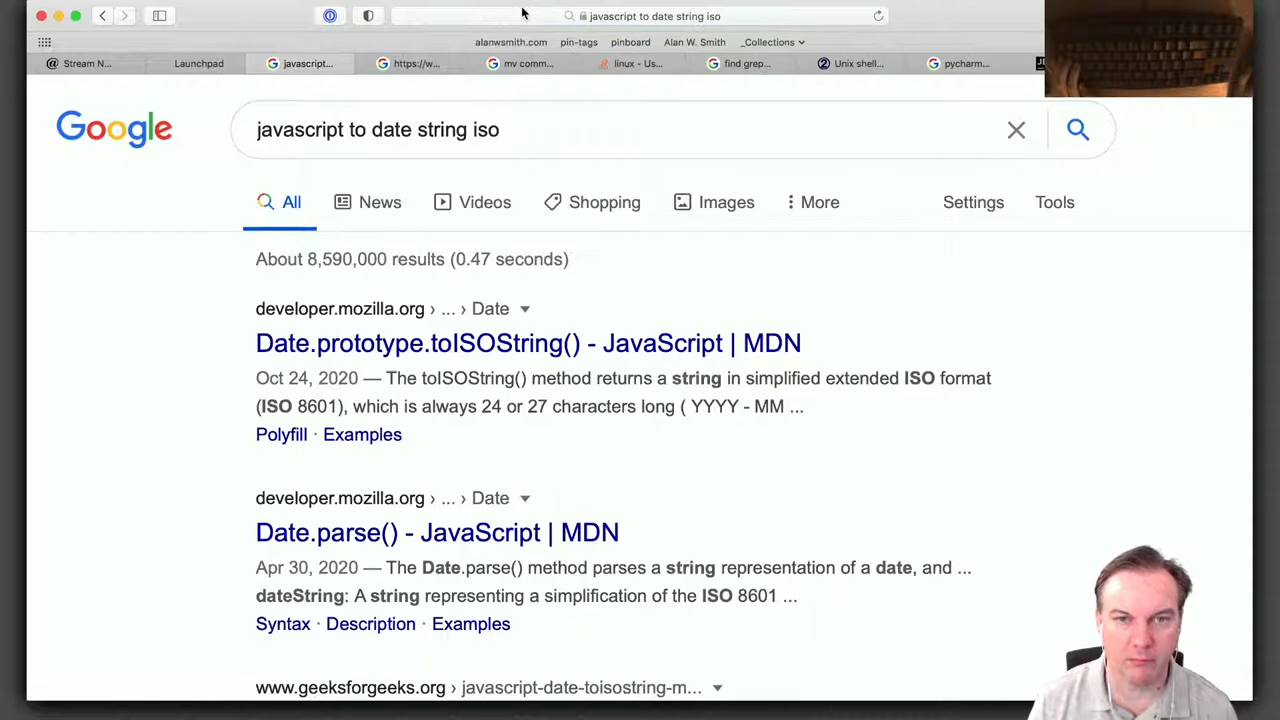 javascript to date string iso
alanwsmith.com pin-tags pinboard Alan W. Smith _Collections
Stream N... Launchpad javascript... https://w... mv comm... linux - Us... find grep... Unix shell... pycharm...
Google javascript to date string iso
All News Videos Shopping Images More Settings Tools
About 8,590,000 results (0.47 seconds)
developer.mozilla.org › ... › Date
Date.prototype.toISOString() - JavaScript | MDN
Oct 24, 2020 — The toISOString() method returns a string in simplified extended ISO format
(ISO 8601), which is always 24 or 27 characters long ( YYYY - MM ...
Polyfill · Examples
developer.mozilla.org › ... › Date
Date.parse() - JavaScript | MDN
Apr 30, 2020 — The Date.parse() method parses a string representation of a date, and ...
dateString: A string representing a simplification of the ISO 8601 ...
Syntax · Description · Examples
www.geeksforgeeks.org › javascript-date-toisostring-m...